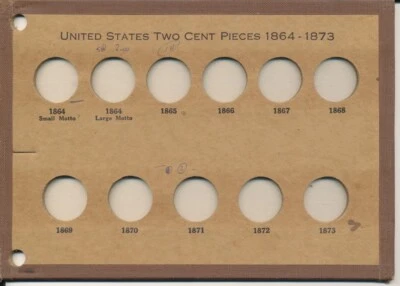 UNITED STATES TWO CENT PIECES 1864-1873
1864 1864 1865 1866 1867 1868
Small Motto Large Motto
1869 1870 1871 1872 1873